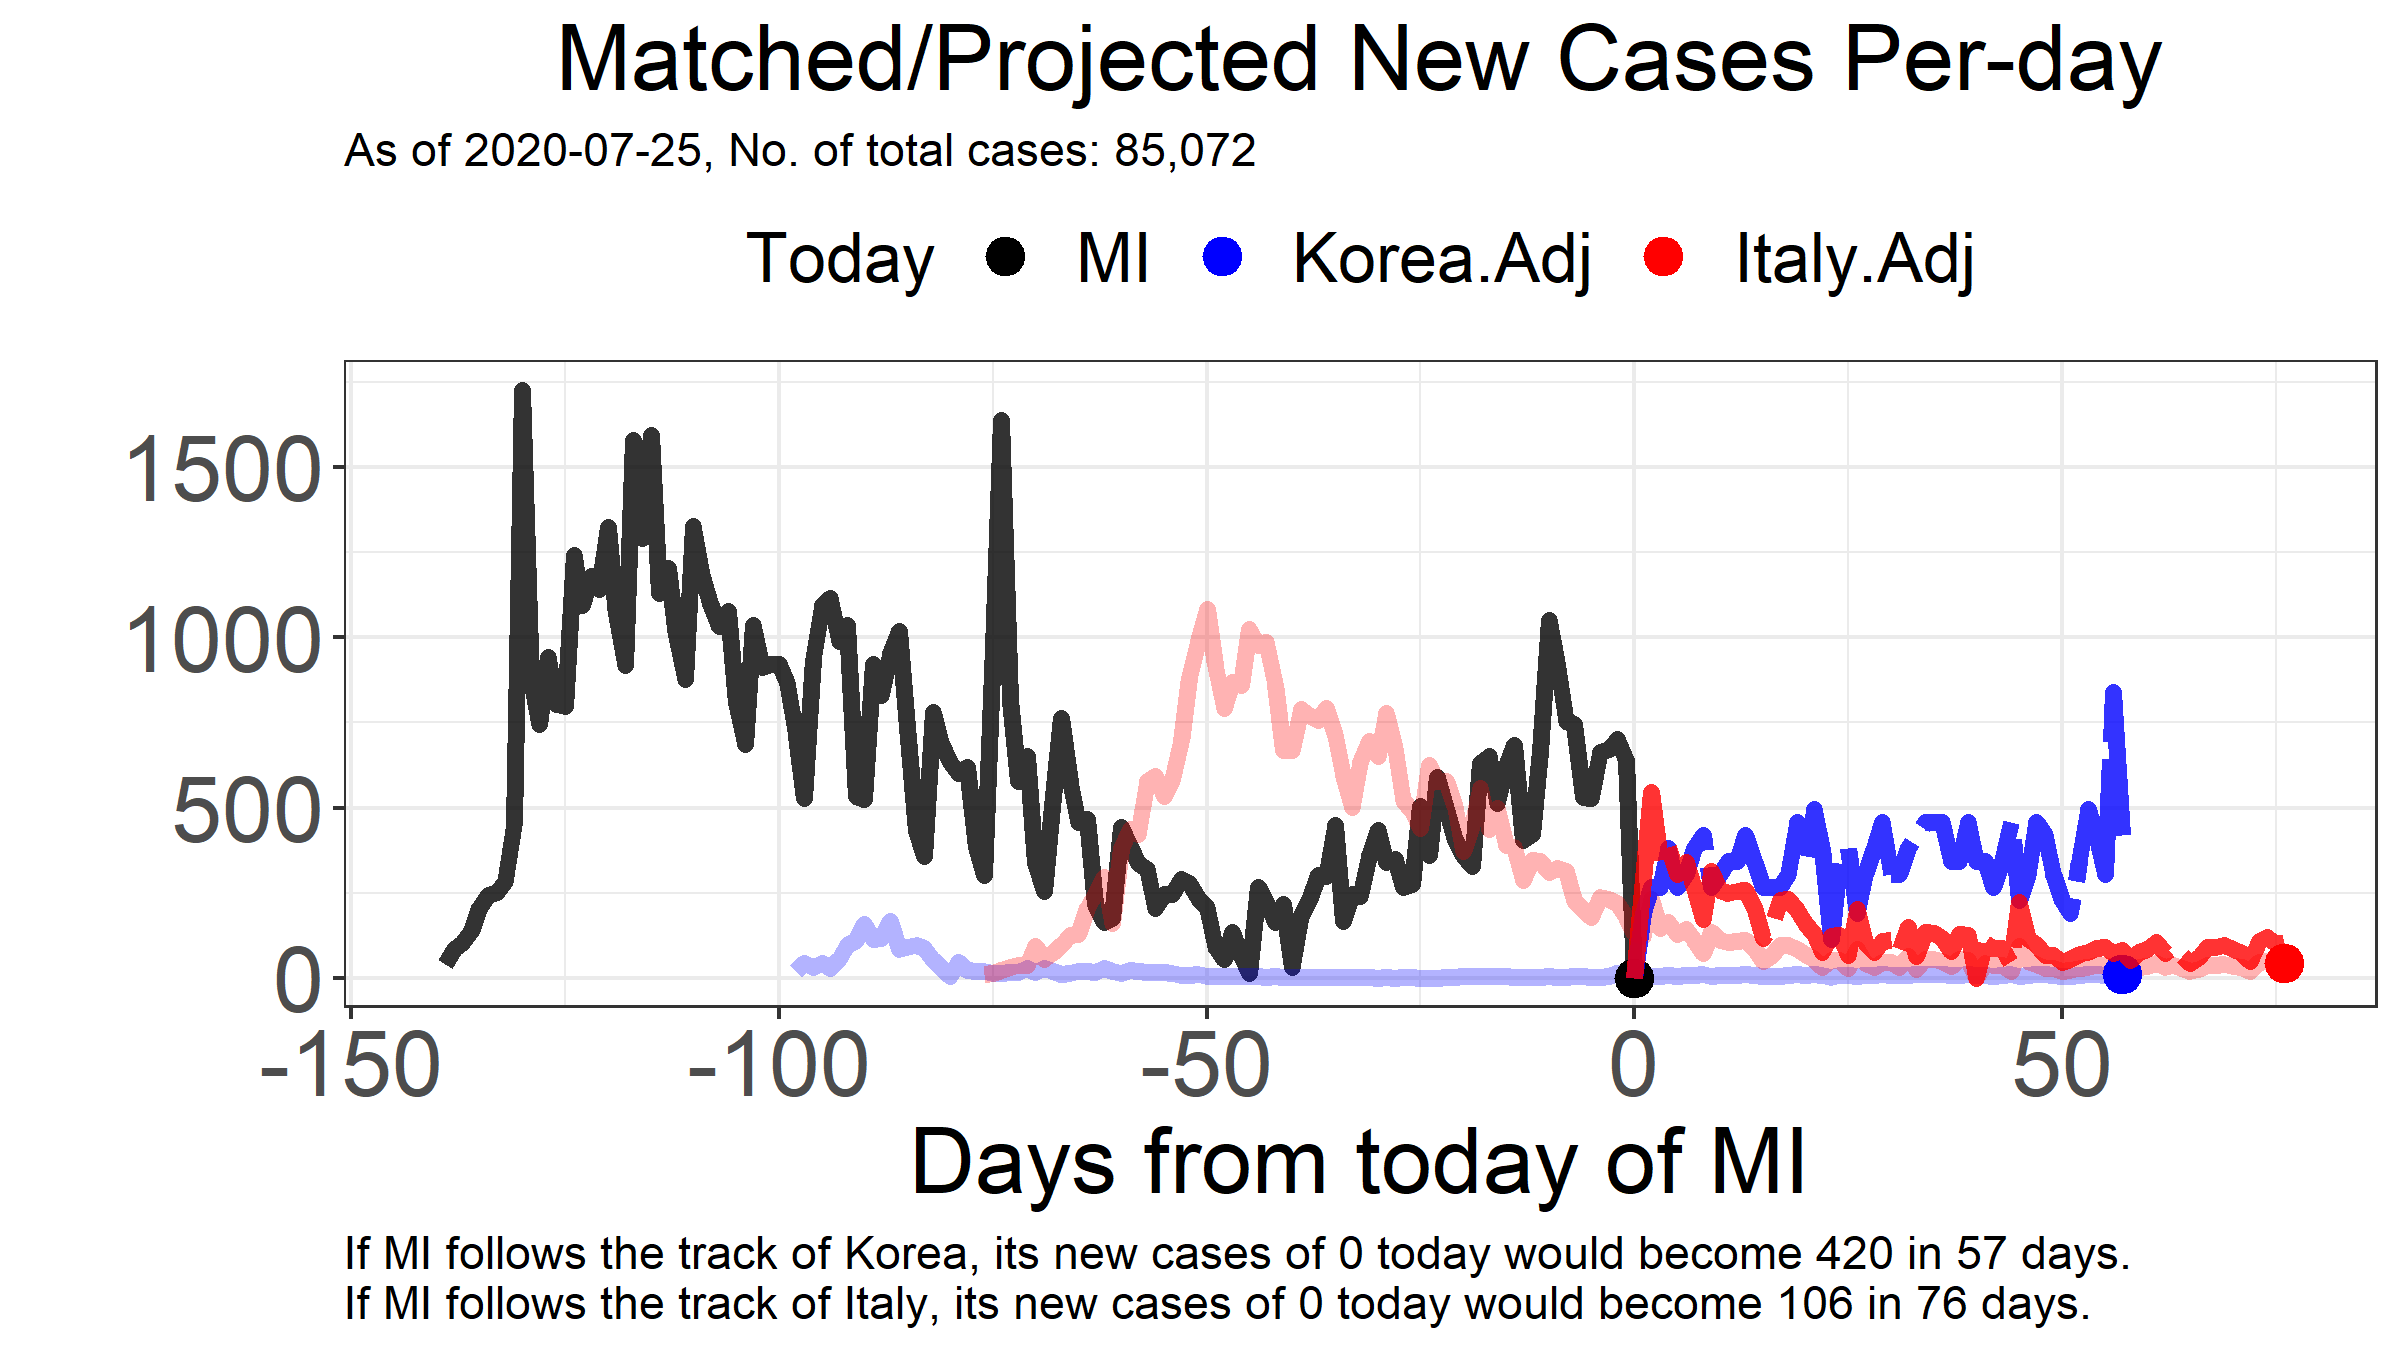 Matched/Projected New Cases Per-day
As of 2020-07-25, No. of total cases: 85,072
Today MI Korea.Adj Italy.Adj
1500
1000
500
0
-150 -100 -50 0 50
Days from today of MI
If MI follows the track of Korea, its new cases of 0 today would become 420 in 57 days.
If MI follows the track of Italy, its new cases of 0 today would become 106 in 76 days.